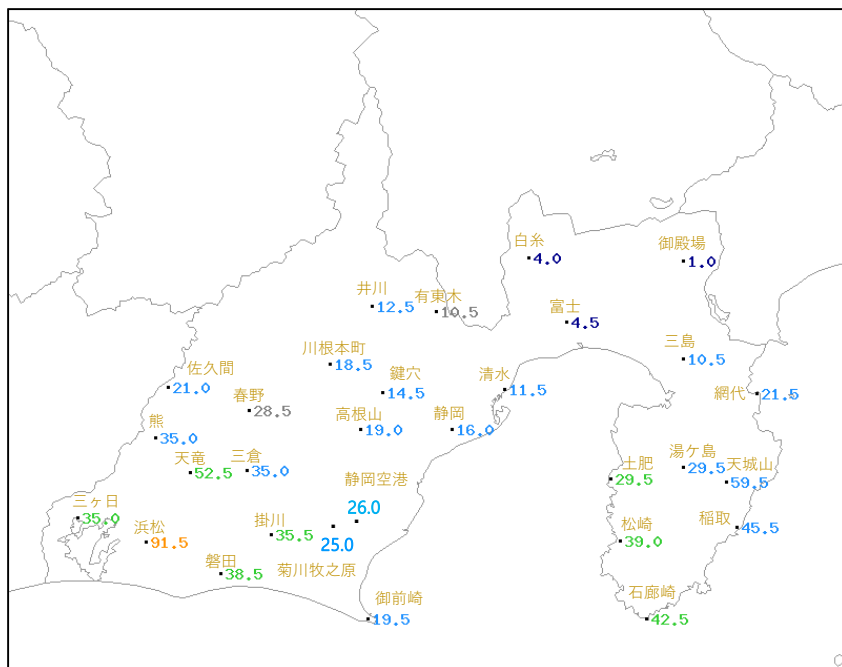 白糸
4.0
御殿場
1.0
井川
12.5
有東木
10.5
富士
4.5
川根本町
18.5
三島
10.5
佐久間
21.0
鍵穴
14.5
清水
11.5
網代
21.5
春野
28.5
熊
35.0
高根山
19.0
静岡
16.0
天竜
52.5
三倉
35.0
湯ケ島
29.5
土肥
29.5
天城山
59.5
静岡空港
26.0
三ヶ日
35.0
浜松
91.5
掛川
35.5
25.0
菊川牧之原
松崎
39.0
稲取
45.5
磐田
38.5
御前崎
19.5
石廊崎
42.5